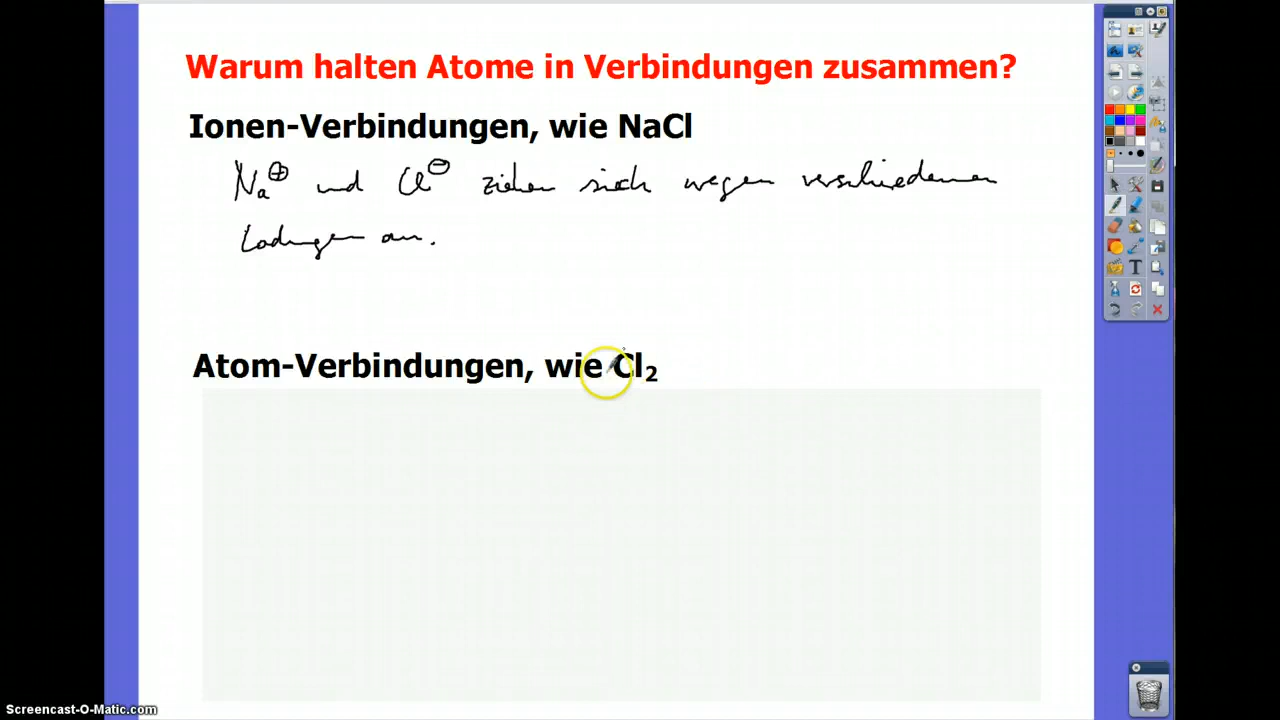 Warum halten Atome in Verbindungen zusammen?
Ionen-Verbindungen, wie NaCl
Na⊕ und Cl⊖ ziehen sich wegen verschiedenen
Ladungen an.
Atom-Verbindungen, wie Cl₂
Screencast-O-Matic.com